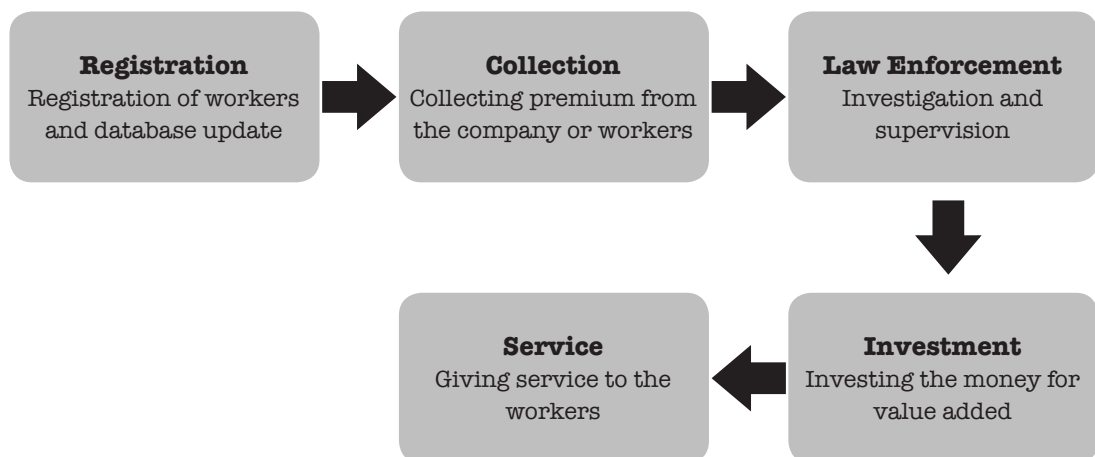 Registration
Registration of workers
and database update
Collection
Collecting premium from
the company or workers
Law Enforcement
Investigation and
supervision
Investment
Investing the money for
value added
Service
Giving service to the
workers